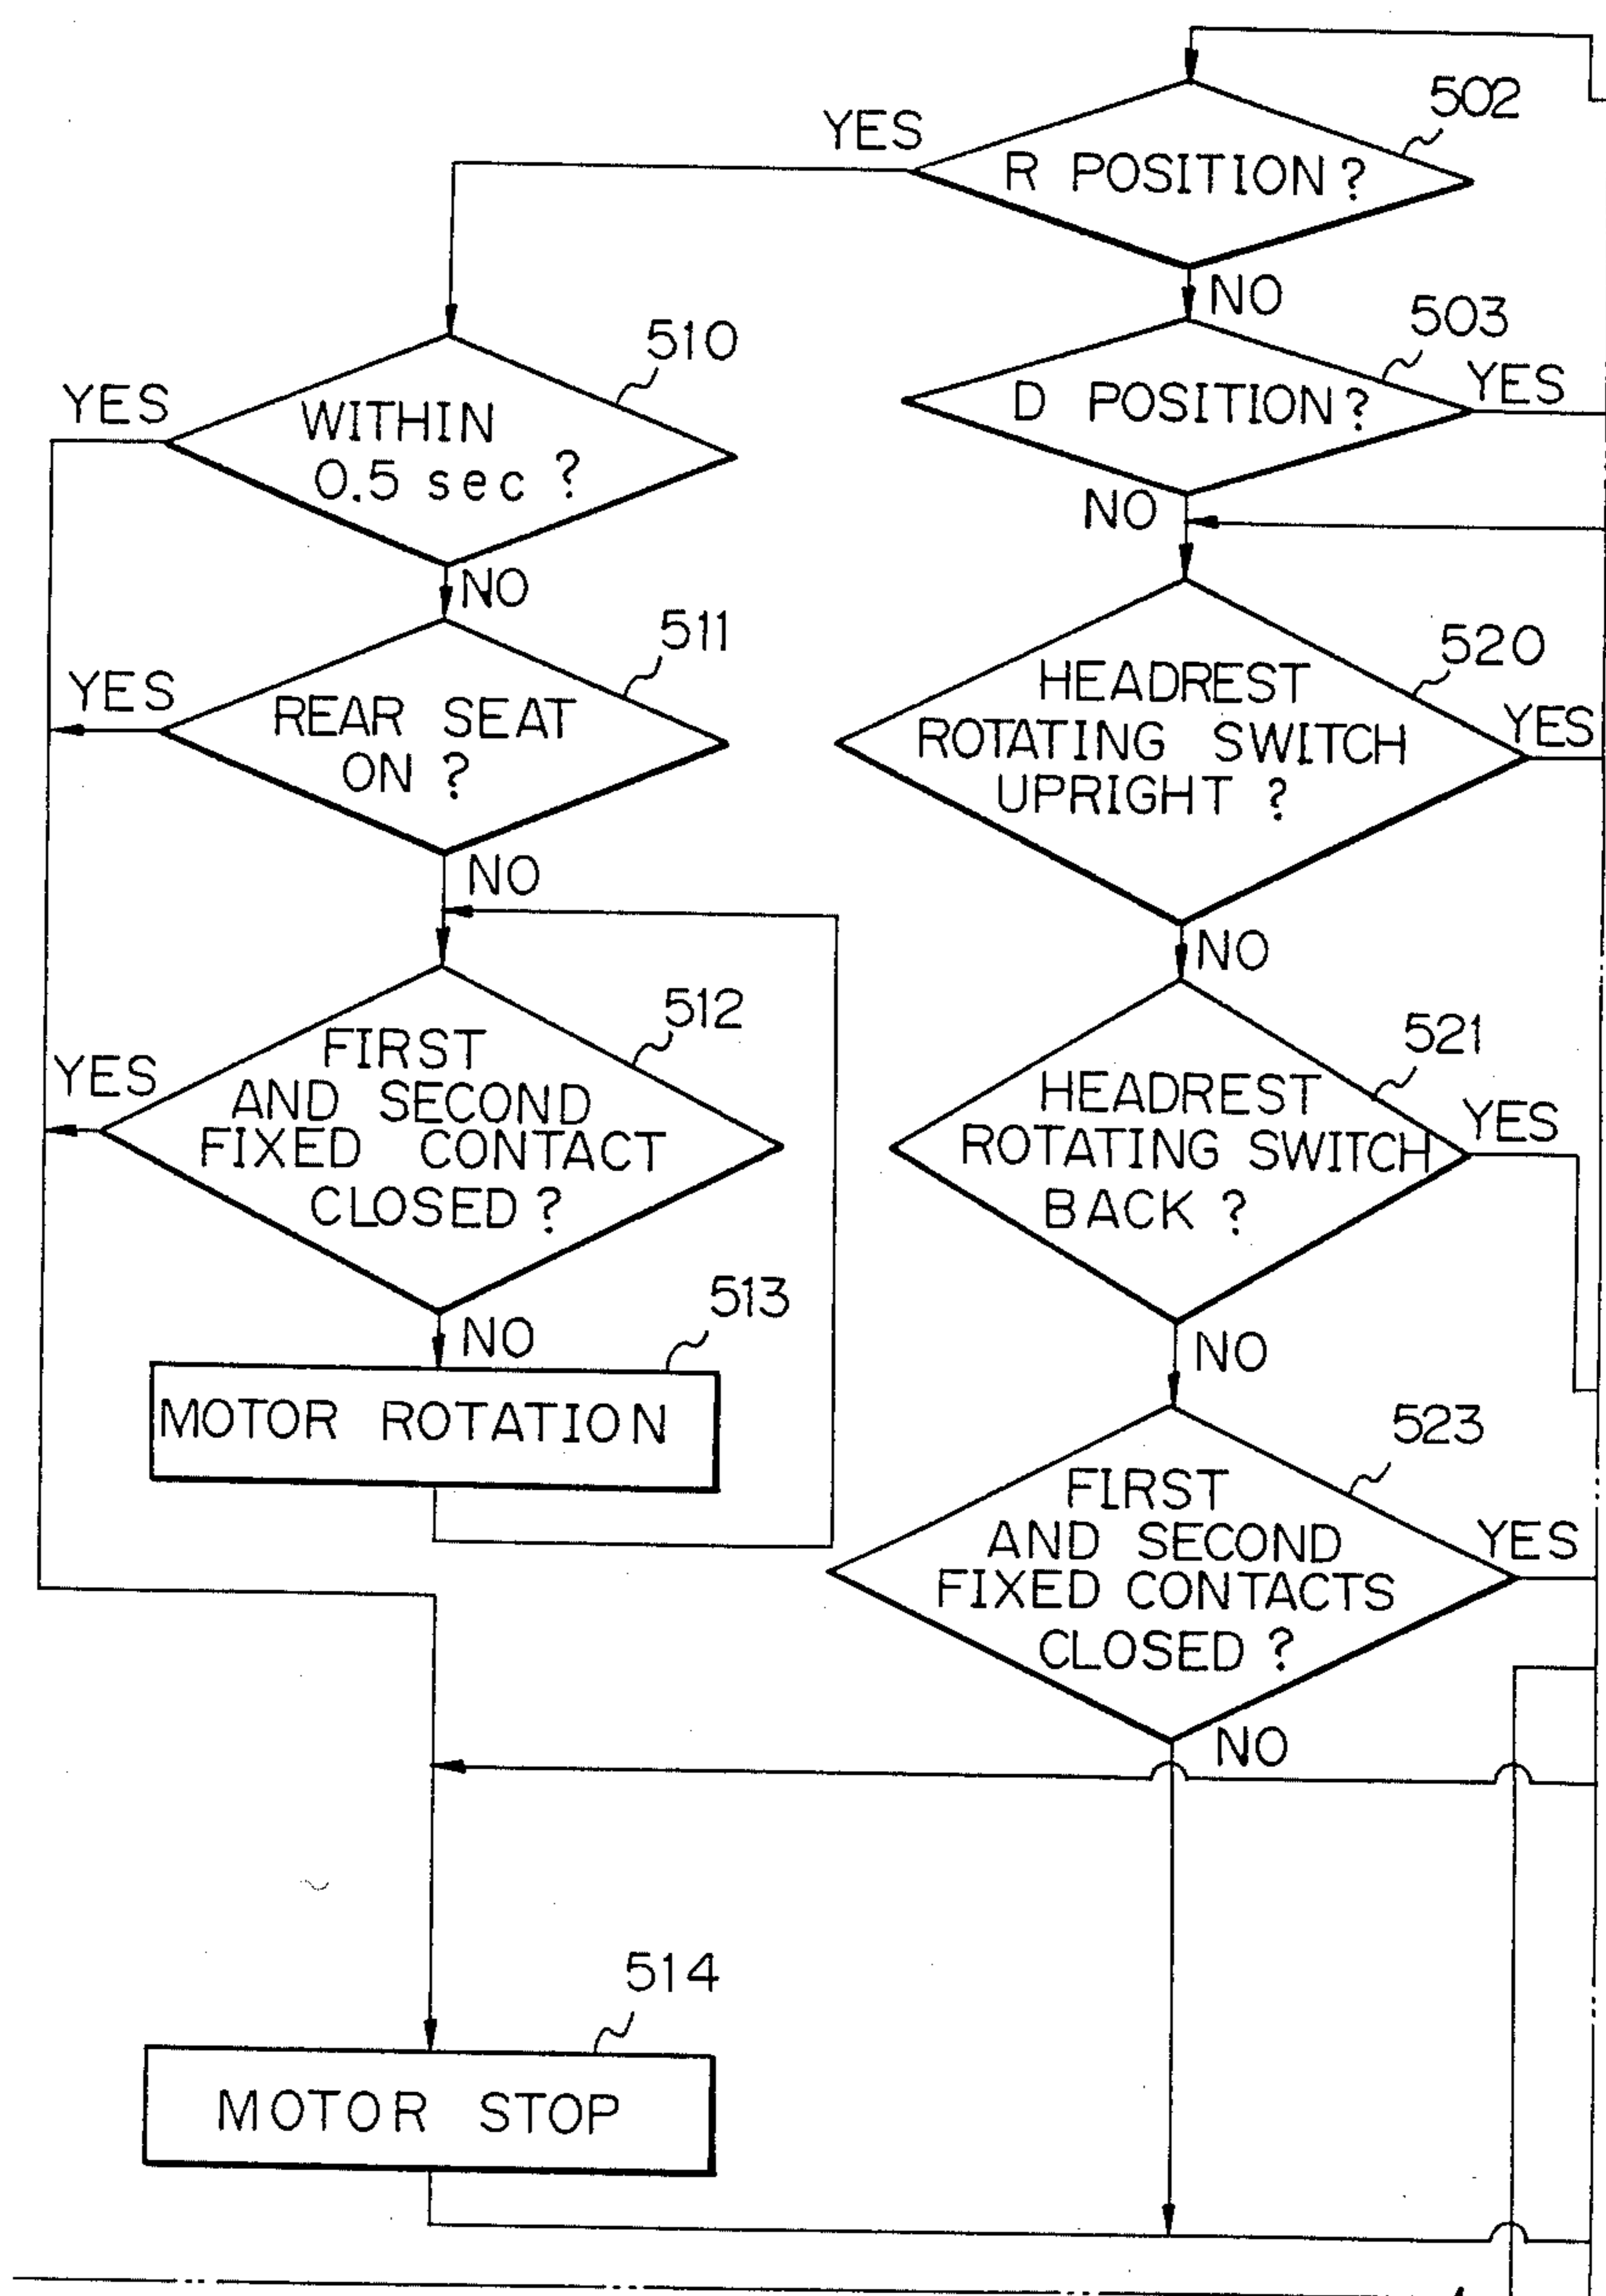 502
YES
R POSITION?
NO
503
D POSITION?
YES
NO
510
YES
WITHIN
0.5 sec ?
NO
511
YES
REAR SEAT
ON ?
NO
512
YES
FIRST
AND SECOND
FIXED CONTACT
CLOSED ?
NO
513
MOTOR ROTATION
520
HEADREST
ROTATING SWITCH
UPRIGHT ?
YES
NO
521
HEADREST
ROTATING SWITCH
BACK ?
YES
NO
523
FIRST
AND SECOND
FIXED CONTACTS
CLOSED ?
YES
NO
514
MOTOR STOP